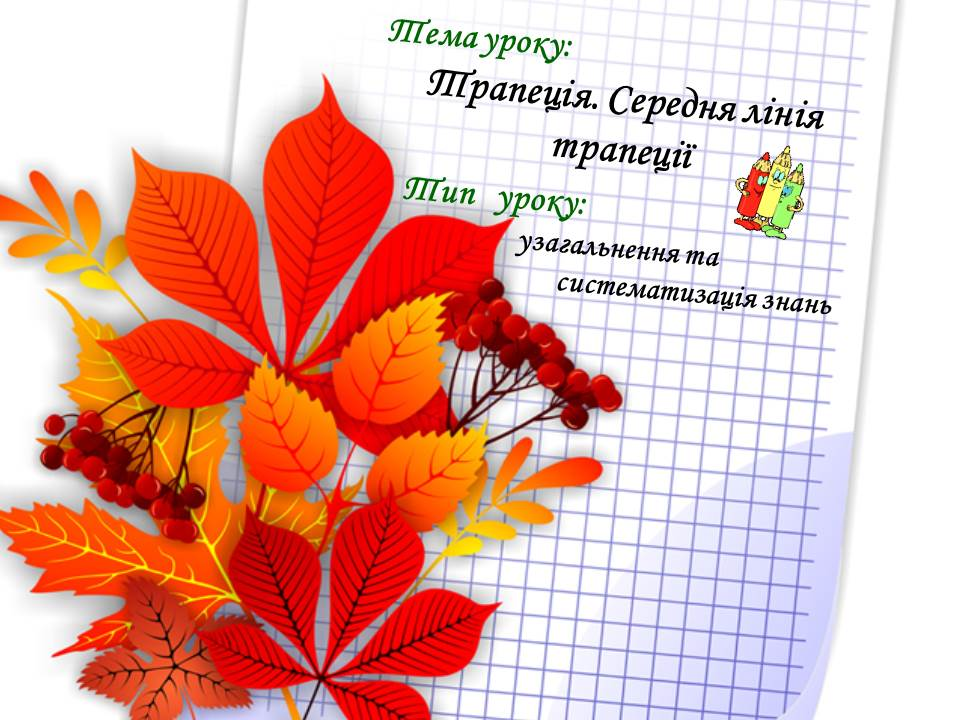 Тема уроку:
Трапеція. Середня лінія
трапеції
Тип уроку:
узагальнення та
систематизація знань